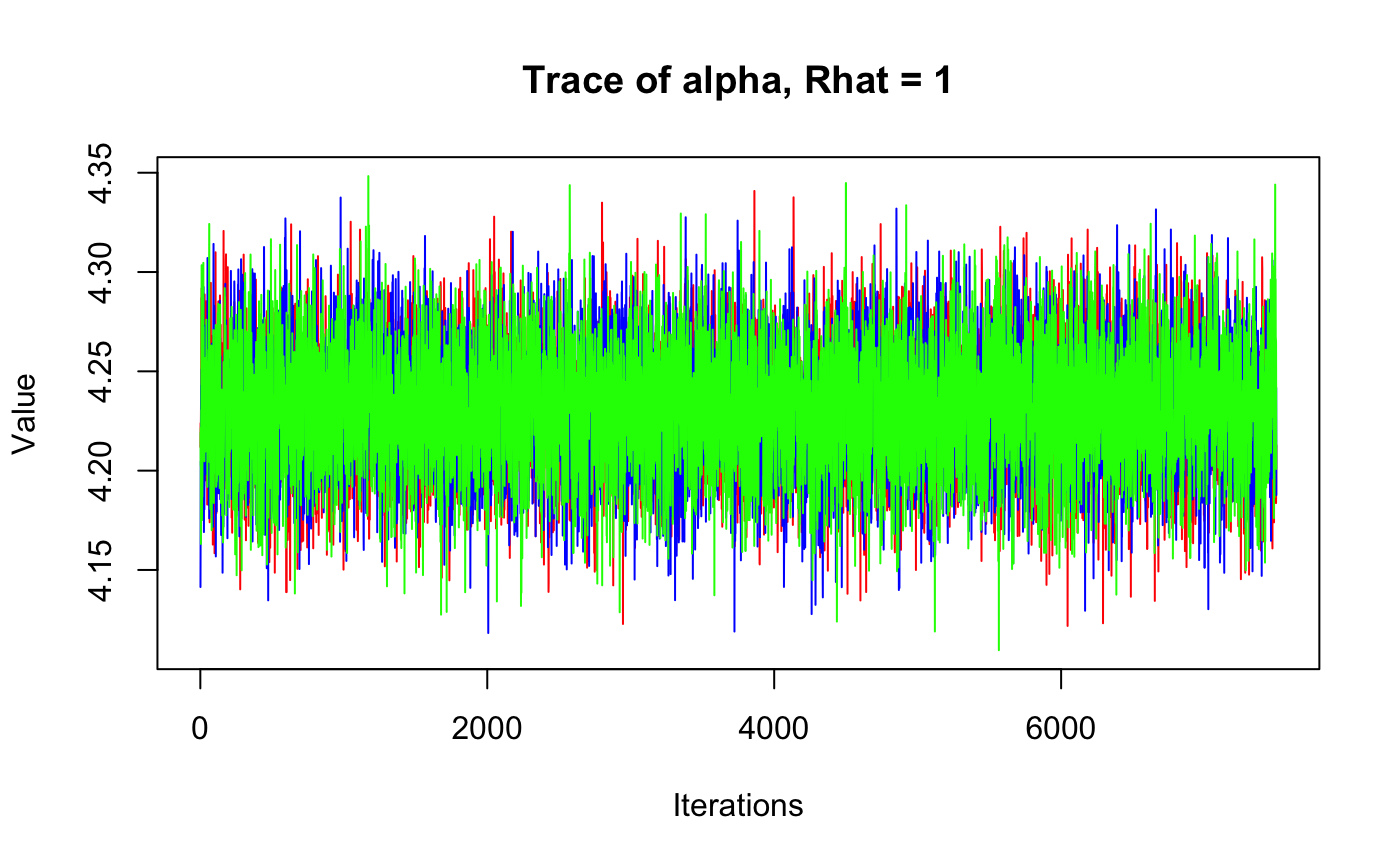 Trace of alpha, Rhat = 1
Value
4.35
4.30
4.25
4.20
4.15
0 2000 4000 6000
Iterations